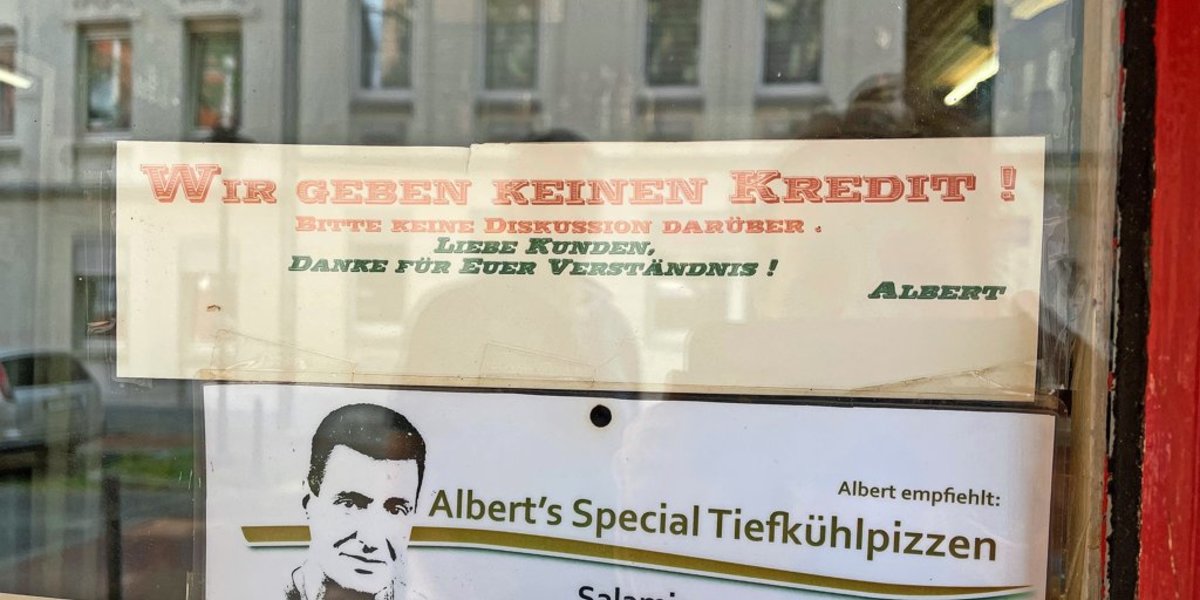 Wir geben keinen Kredit !
Bitte keine Diskussion darüber .
Liebe Kunden,
Danke für Euer Verständnis !
Albert
Albert empfiehlt:
Albert's Special Tiefkühlpizzen
Salami